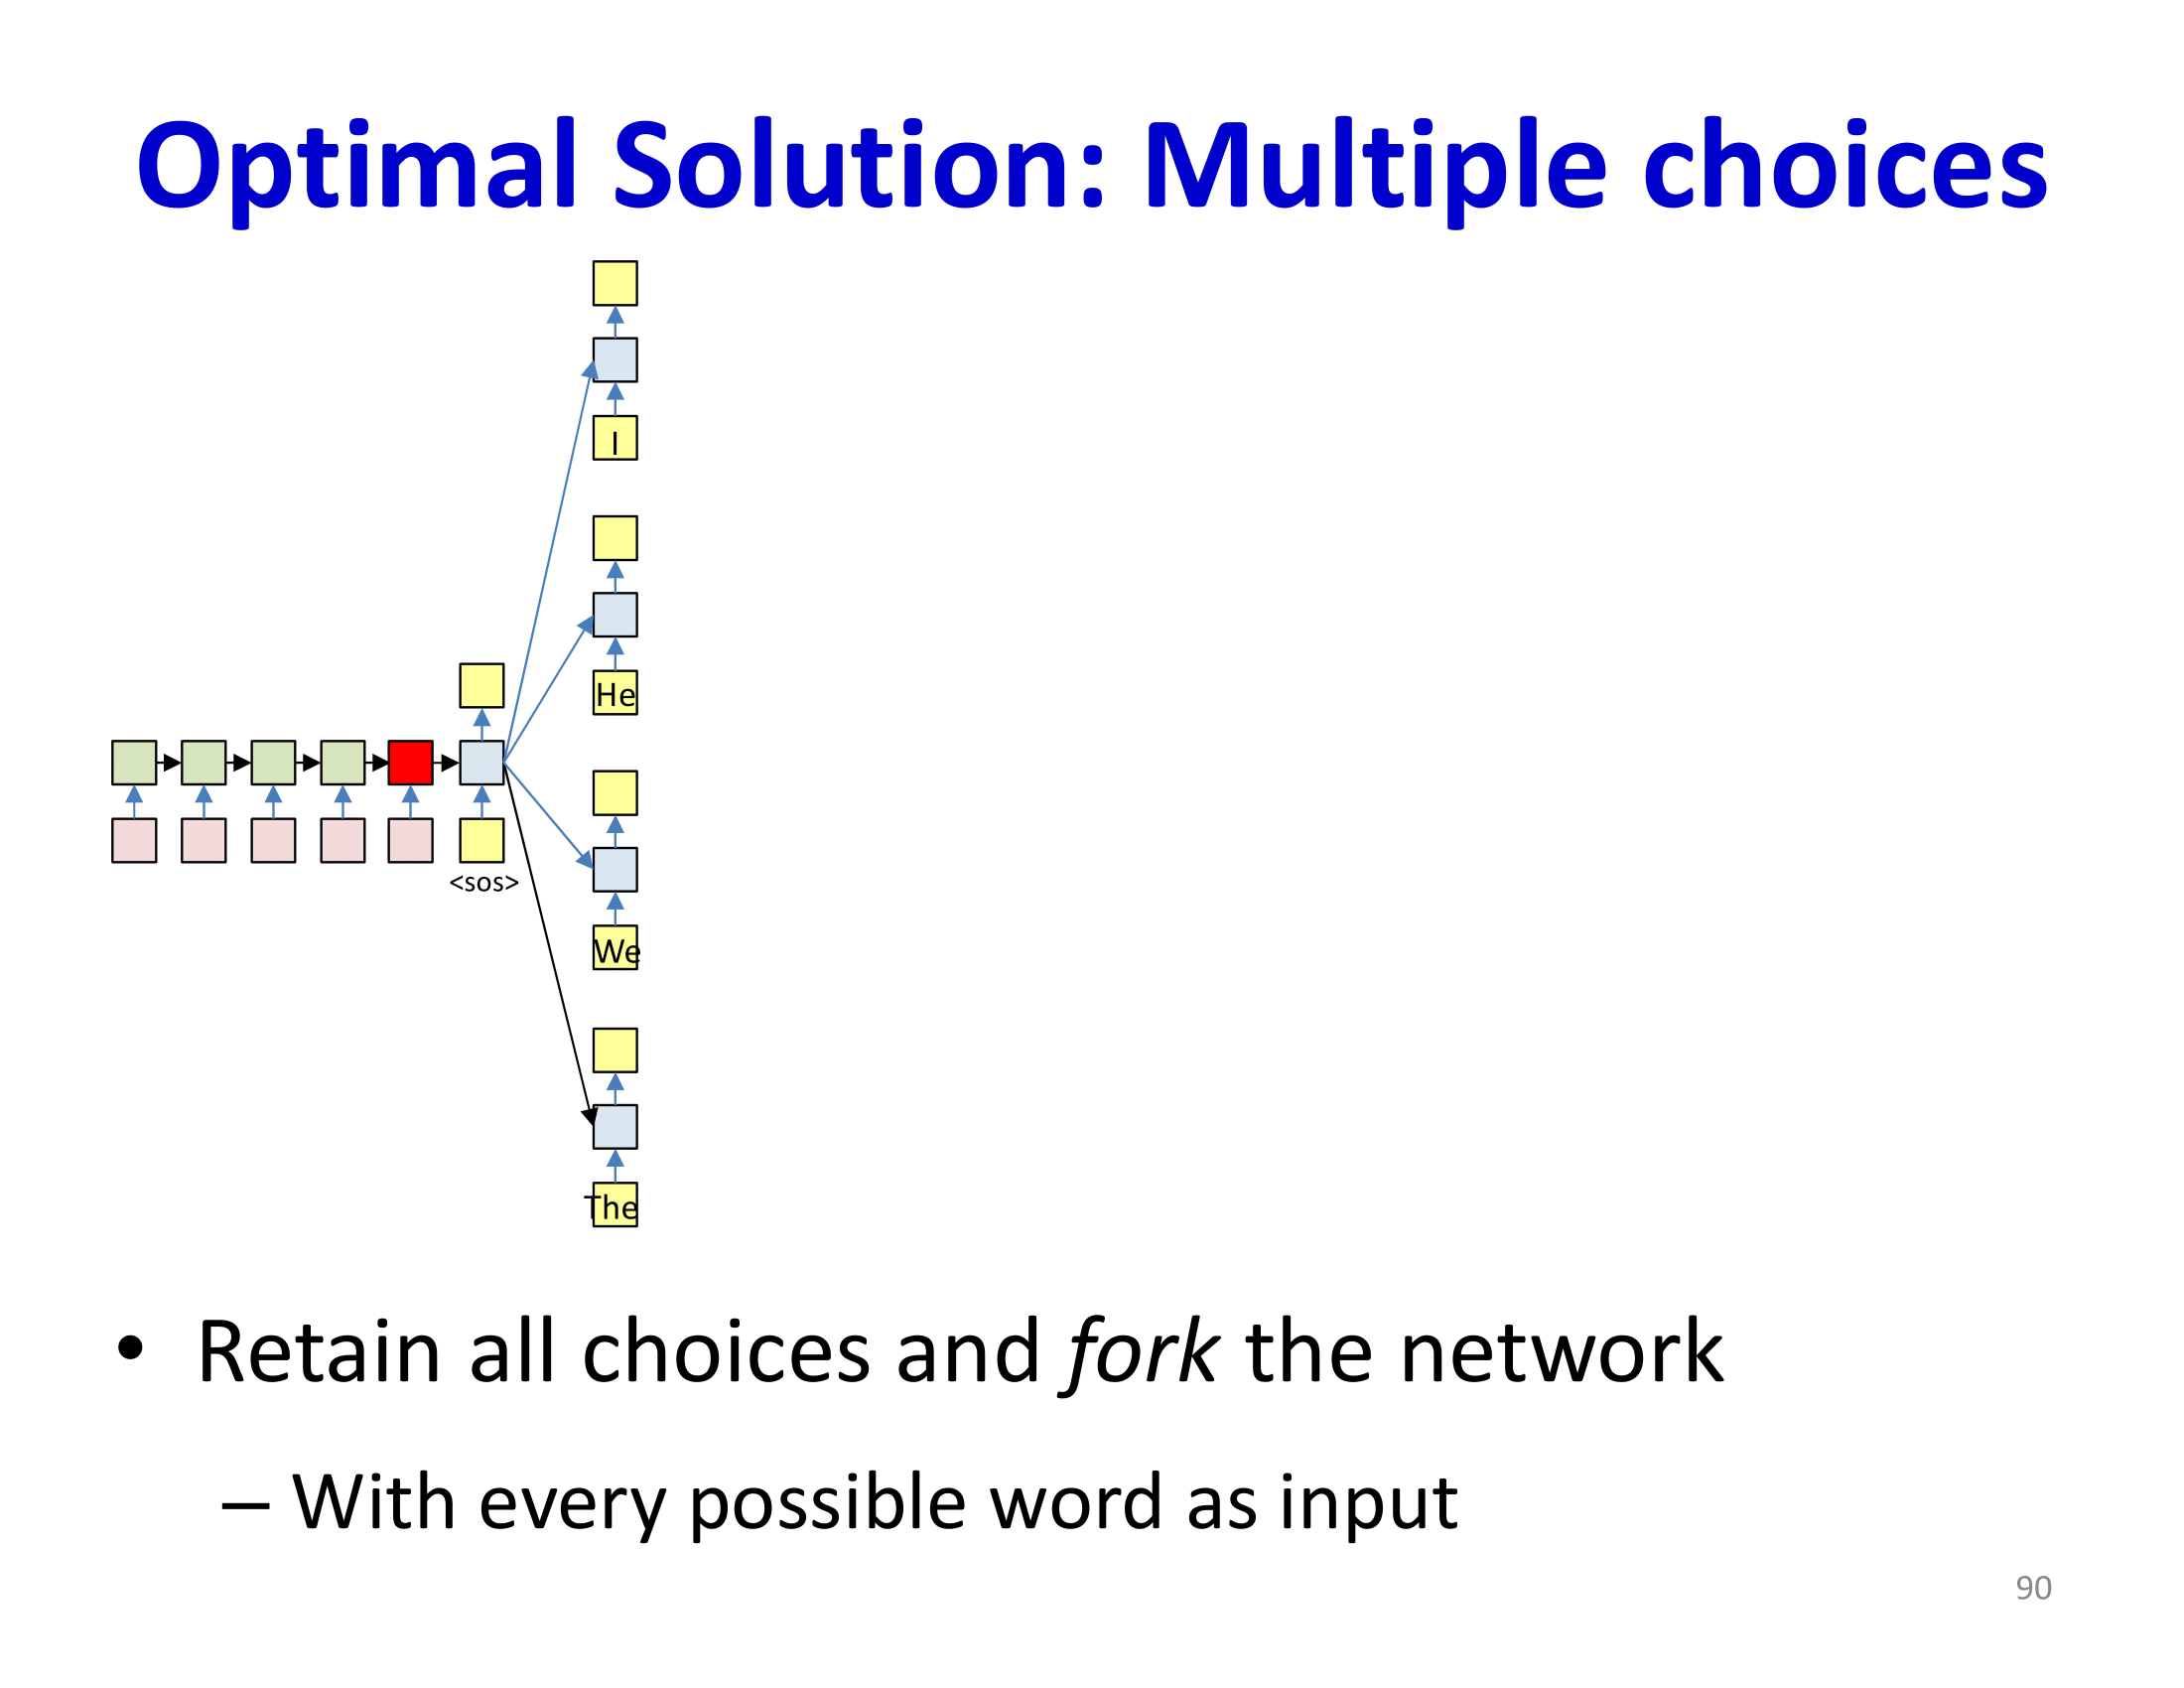 Optimal Solution: Multiple choices
I
He
<sos>
We
The
• Retain all choices and fork the network
– With every possible word as input
90